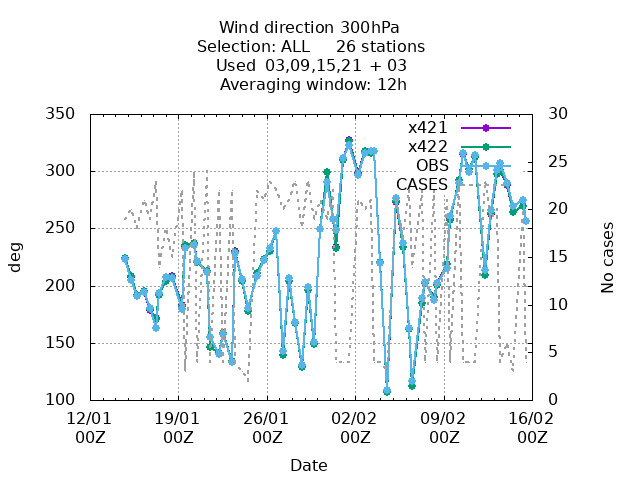 Wind direction 300hPa
Selection: ALL     26 stations
Used  03,09,15,21 + 03
Averaging window: 12h
350
300
250
200
150
100
deg
30
25
20
15
10
5
0
No cases
x421
x422
OBS
CASES
12/01 19/01 26/01 02/02 09/02 16/02
00Z 00Z 00Z 00Z 00Z 00Z
Date